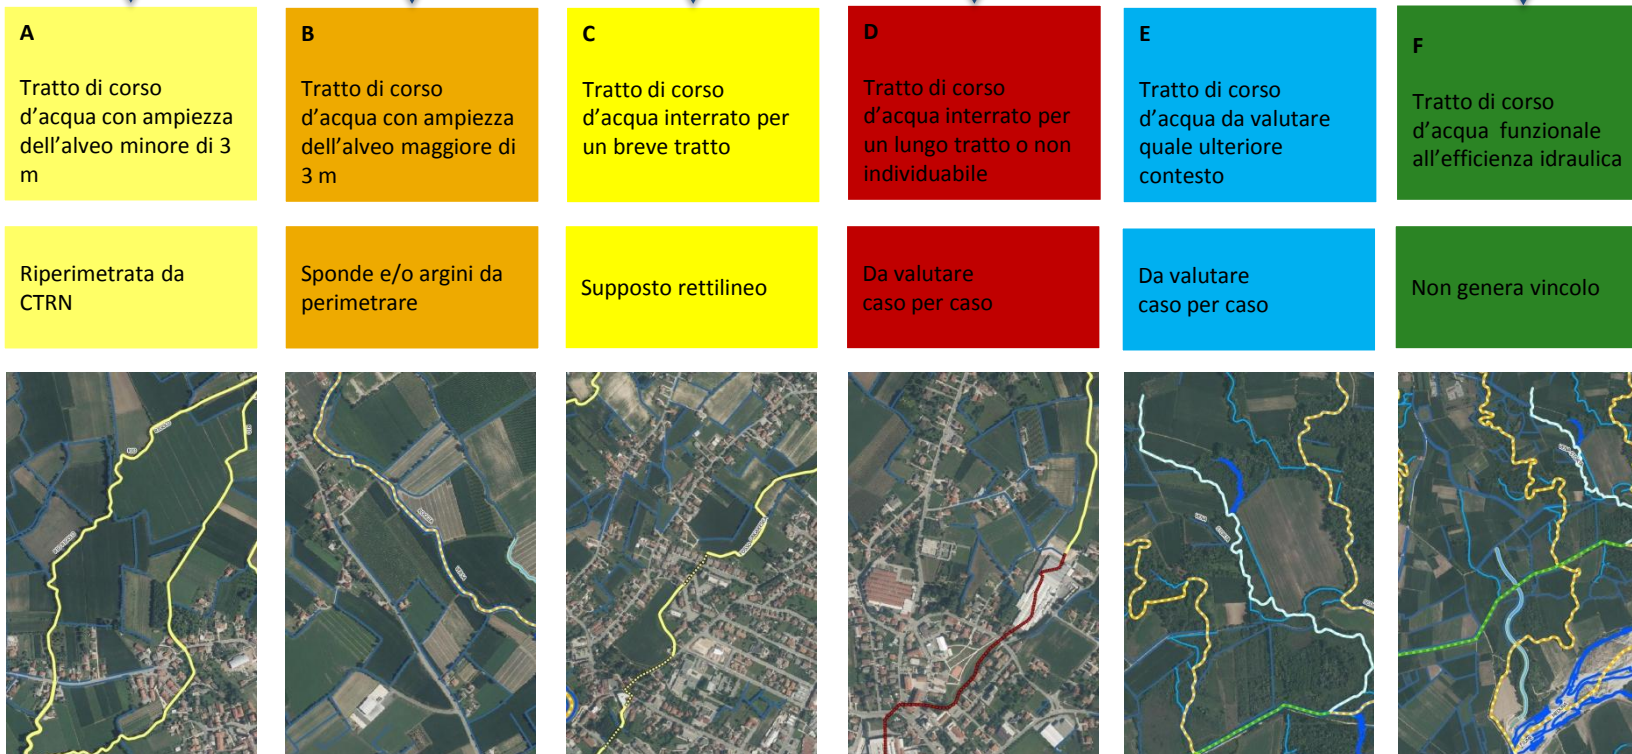 A
Tratto di corso
d'acqua con ampiezza
dell'alveo minore di 3
m
B
Tratto di corso
d'acqua con ampiezza
dell'alveo maggiore di
3 m
C
Tratto di corso
d'acqua interrato per
un breve tratto
D
Tratto di corso
d'acqua interrato per
un lungo tratto o non
individuabile
E
Tratto di corso
d'acqua da valutare
quale ulteriore
contesto
F
Tratto di corso
d'acqua  funzionale
all'efficienza idraulica
Riperimetrata da
CTRN
Sponde e/o argini da
perimetrare
Supposto rettilineo
Da valutare
caso per caso
Da valutare
caso per caso
Non genera vincolo